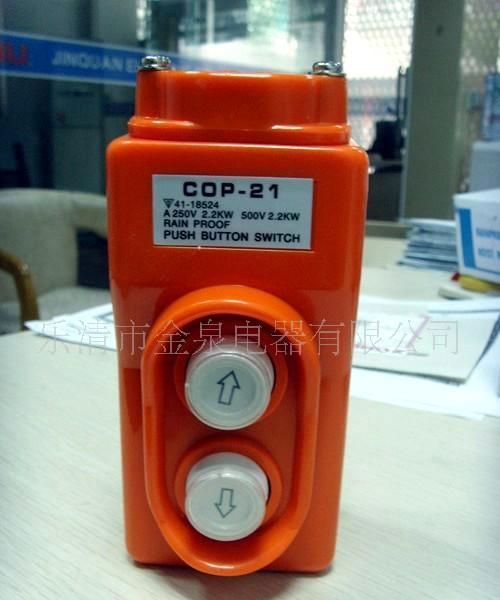 JINQUAN EL
COP-21
41-18524
A 250V 2.2KW 500V 2.2KW
RAIN PROOF
PUSH BUTTON SWITCH
乐清市金泉电器有限公司